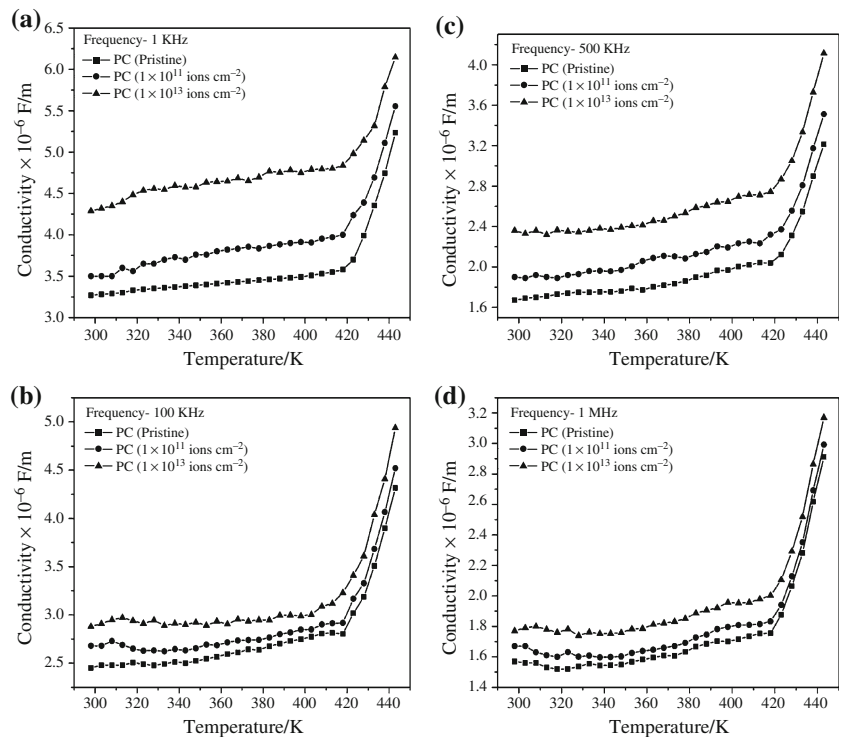 (a)
Frequency- 1 KHz
PC (Pristine)
PC (1×10¹¹ ions cm⁻²)
PC (1×10¹³ ions cm⁻²)
6.5
6.0
5.5
5.0
4.5
4.0
3.5
3.0
Conductivity × 10⁻⁶ F/m
300 320 340 360 380 400 420 440
Temperature/K
(c)
Frequency- 500 KHz
PC (Pristine)
PC (1×10¹¹ ions cm⁻²)
PC (1×10¹³ ions cm⁻²)
4.0
3.6
3.2
2.8
2.4
2.0
1.6
Conductivity × 10⁻⁶ F/m
300 320 340 360 380 400 420 440
Temperature/K
(b)
Frequency- 100 KHz
PC (Pristine)
PC (1×10¹¹ ions cm⁻²)
PC (1×10¹³ ions cm⁻²)
5.0
4.5
4.0
3.5
3.0
2.5
Conductivity × 10⁻⁶ F/m
300 320 340 360 380 400 420 440
Temperature/K
(d)
Frequency- 1 MHz
PC (Pristine)
PC (1×10¹¹ ions cm⁻²)
PC (1×10¹³ ions cm⁻²)
3.2
3.0
2.8
2.6
2.4
2.2
2.0
1.8
1.6
1.4
Conductivity × 10⁻⁶ F/m
300 320 340 360 380 400 420 440
Temperature/K